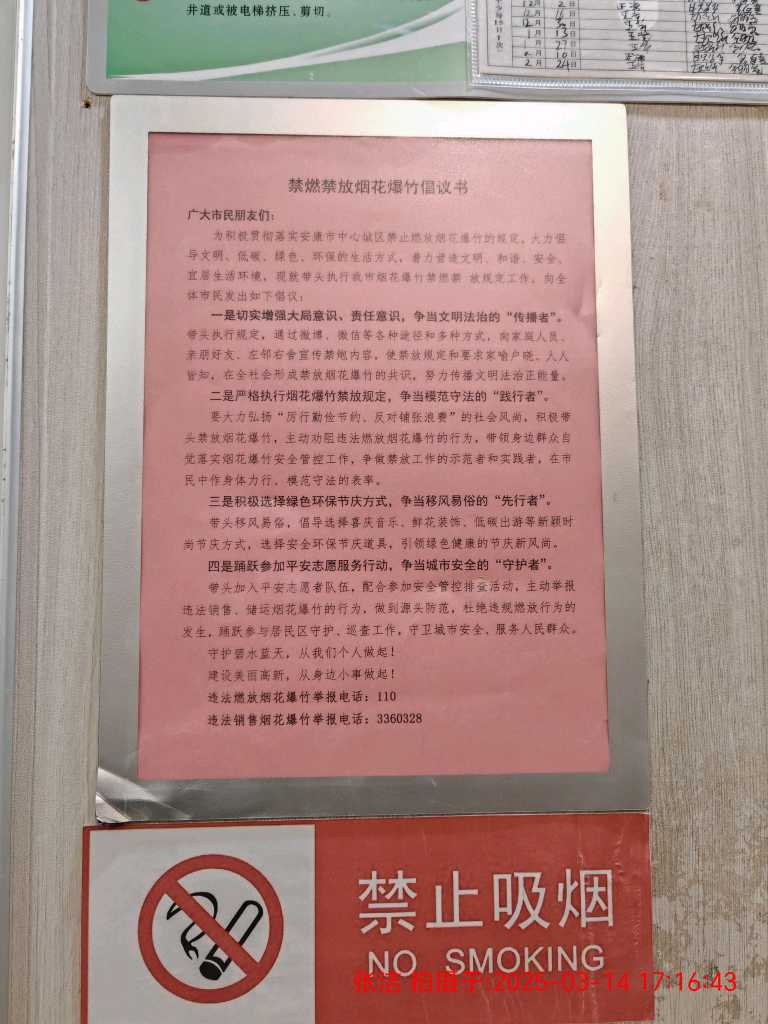 井道或被电梯挤压、剪切。
12月 2日
1月 13日
2月 24日
禁燃禁放烟花爆竹倡议书
广大市民朋友们：
为积极贯彻落实安康市中心城区禁止燃放烟花爆竹的规定，大力倡
导文明、低碳、绿色、环保的生活方式，着力营造文明、和谐、安全、
宜居生活环境，现就带头执行我市烟花爆竹禁燃禁 放规定工作，向全
体市民发出如下倡议：
一是切实增强大局意识、责任意识，争当文明法治的“传播者”。
带头执行规定，通过微博、微信等各种途径和多种方式，向家庭人员、
亲朋好友、左邻右舍宣传禁炮内容，使禁放规定和要求家喻户晓、人人
皆知，在全社会形成禁放烟花爆竹的共识，努力传播文明法治正能量。
二是严格执行烟花爆竹禁放规定，争当模范守法的“践行者”。
要大力弘扬“厉行勤俭节约、反对铺张浪费”的社会风尚，积极带
头禁放烟花爆竹，主动劝阻违法燃放烟花爆竹的行为，带领身边群众自
觉落实烟花爆竹安全管控工作，争做禁放工作的示范者和实践者，在市
民中作身体力行、模范守法的表率。
三是积极选择绿色环保节庆方式，争当移风易俗的“先行者”。
带头移风易俗，倡导选择喜庆音乐、鲜花装饰、低碳出游等新颖时
尚节庆方式，选择安全环保节庆道具，引领绿色健康的节庆新风尚。
四是踊跃参加平安志愿服务行动，争当城市安全的“守护者”。
带头加入平安志愿者队伍，配合参加安全管控排查活动，主动举报
违法销售、储运烟花爆竹的行为，做到源头防范，杜绝违规燃放行为的
发生，踊跃参与居民区守护、巡查工作，守卫城市安全、服务人民群众。
守护碧水蓝天，从我们个人做起！
建设美丽高新，从身边小事做起！
违法燃放烟花爆竹举报电话：110
违法销售烟花爆竹举报电话：3360328
禁止吸烟
NO SMOKING
2025-03-14 17:16:43